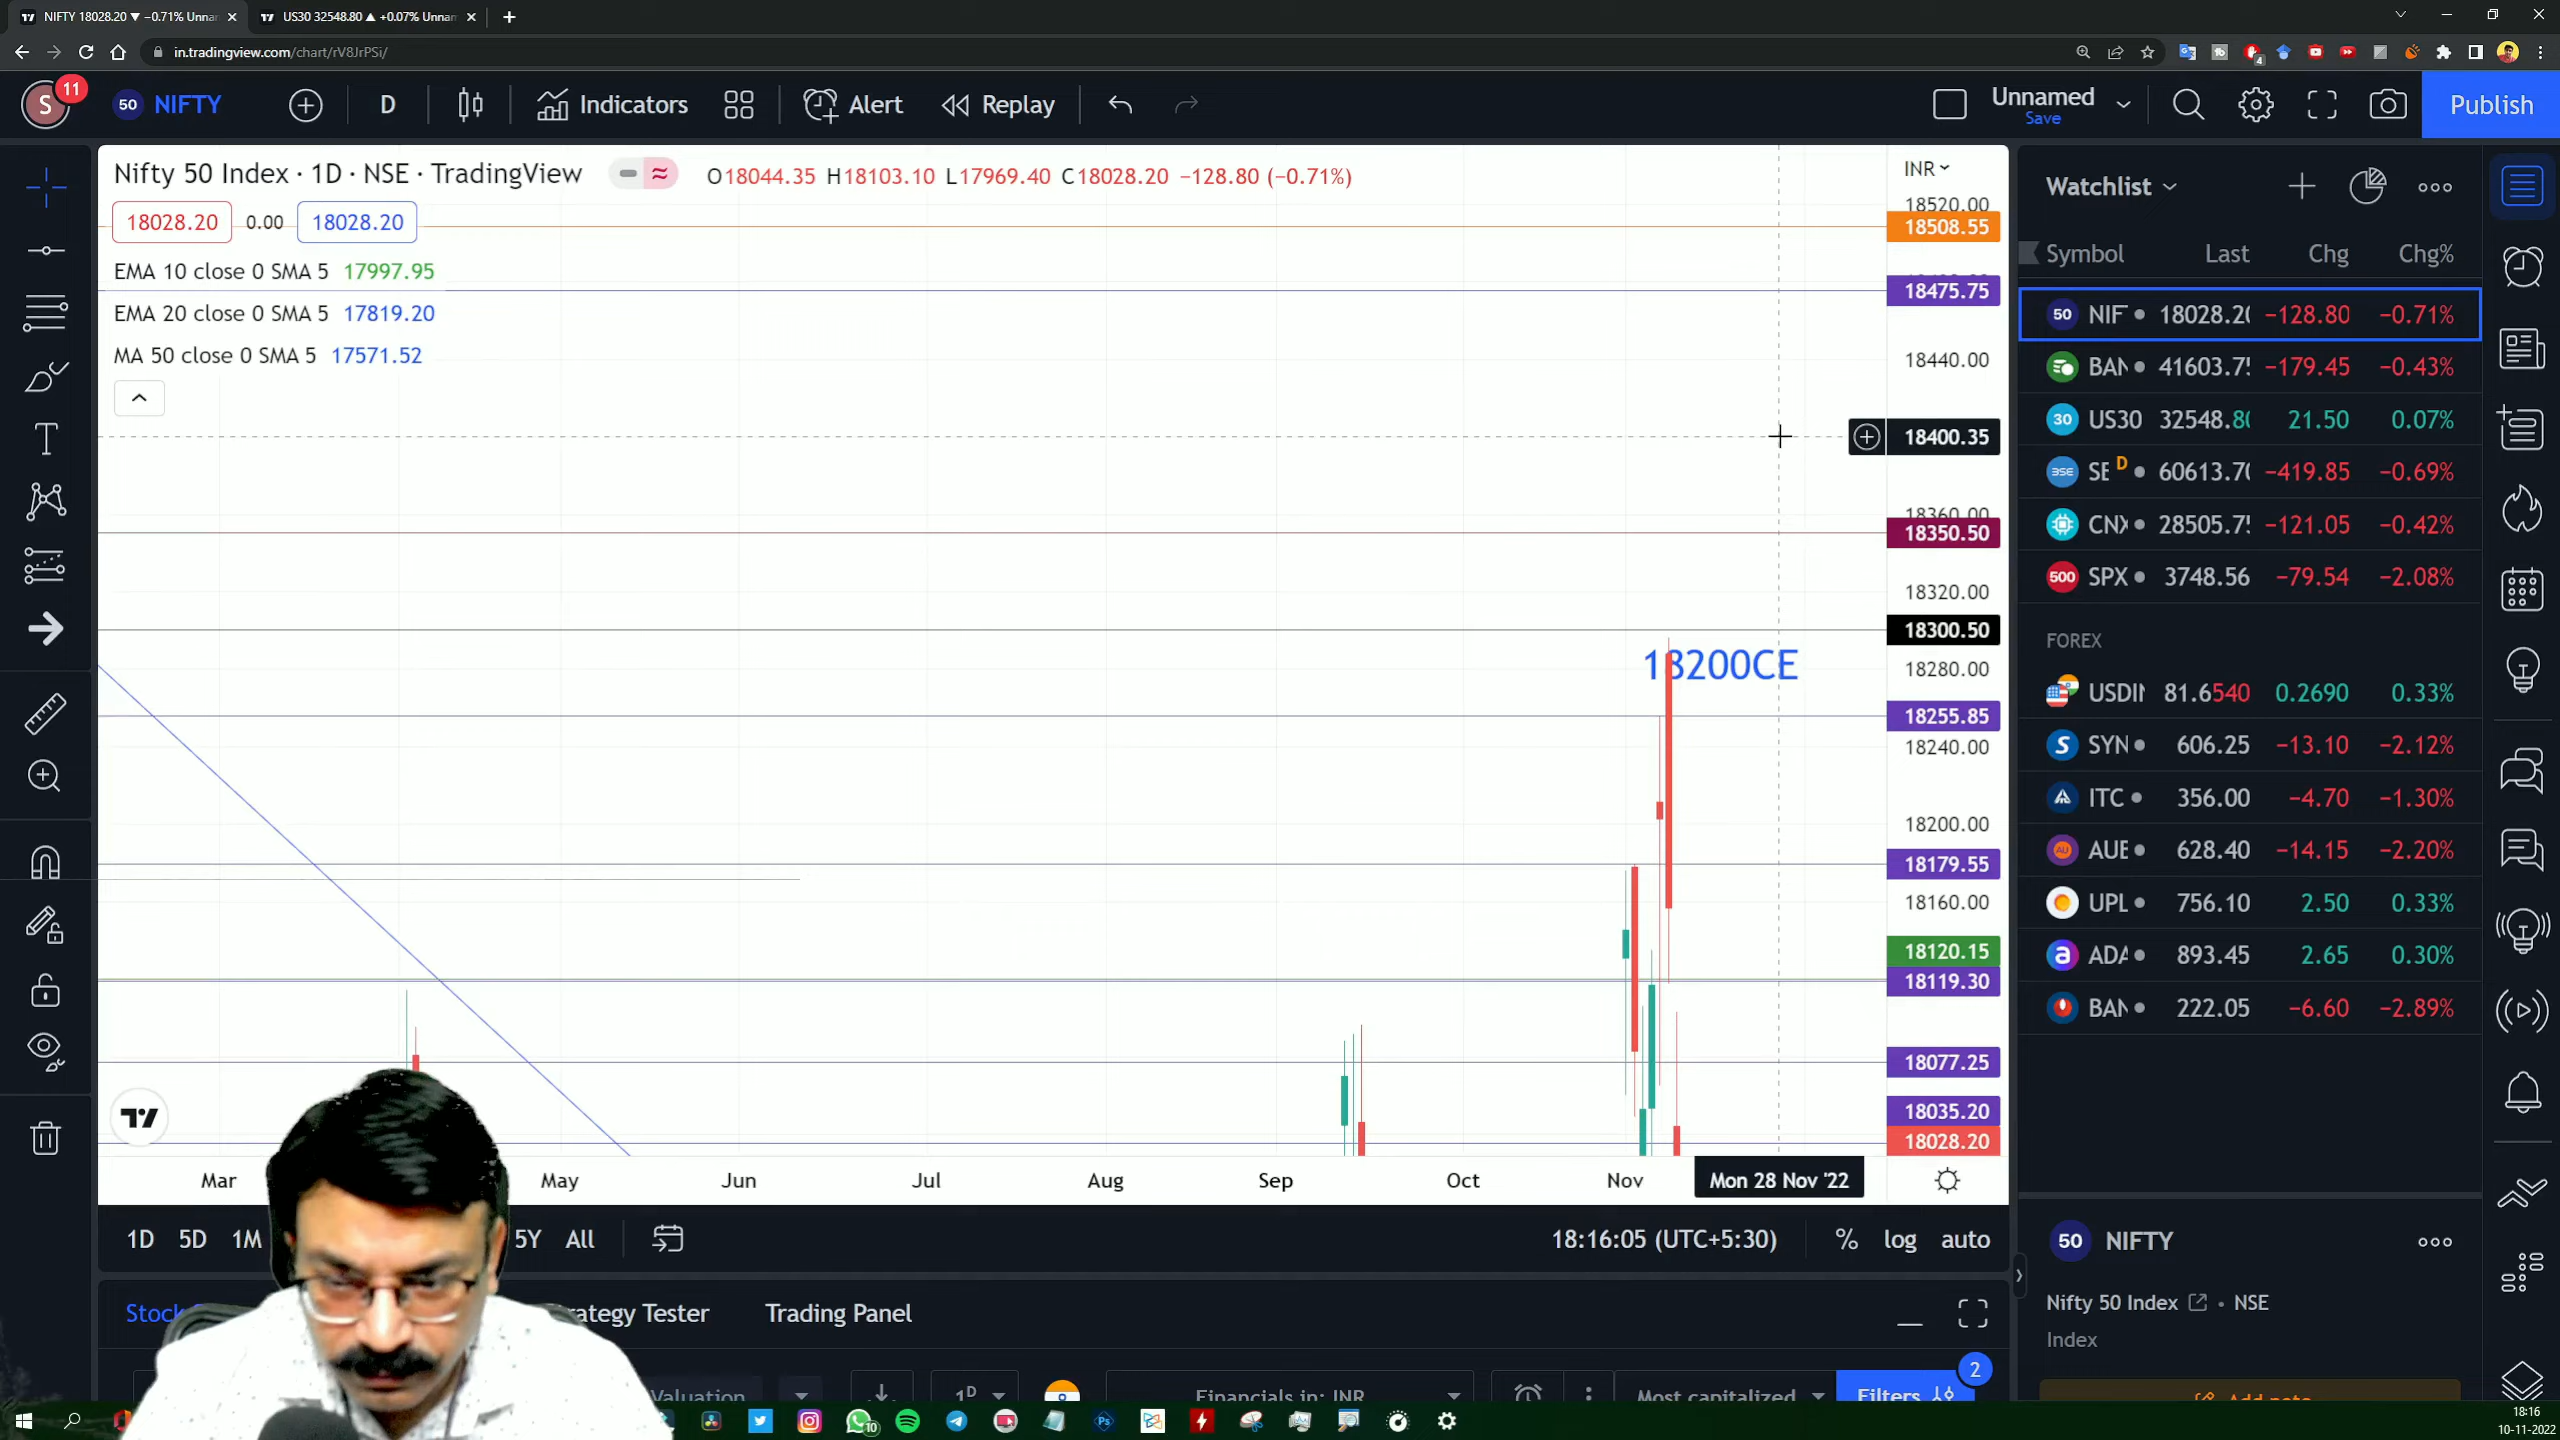 NIFTY 18028.20 ▼ −0.71% Unnar
US30 32548.80 ▲ +0.07% Unnam
in.tradingview.com/chart/rV8JrPSi/
S 11 50 NIFTY D Indicators Alert Replay Unnamed Save Publish
Nifty 50 Index · 1D · NSE · TradingView O18044.35 H18103.10 L17969.40 C18028.20 −128.80 (−0.71%)
18028.20 0.00 18028.20
EMA 10 close 0 SMA 5 17997.95
EMA 20 close 0 SMA 5 17819.20
MA 50 close 0 SMA 5 17571.52
18200CE
INR
18520.00
18508.55
18475.75
18440.00
18400.35
18360.00
18350.50
18320.00
18300.50
18280.00
18255.85
18240.00
18200.00
18179.55
18160.00
18120.15
18119.30
18077.25
18035.20
18028.20
Mar May Jun Jul Aug Sep Oct Nov Mon 28 Nov '22
1D 5D 1M 5Y All 18:16:05 (UTC+5:30) % log auto
Stock rategy Tester Trading Panel
Valuation 1D Financials in: INR Most capitalized Filters 2
Watchlist
Symbol Last Chg Chg%
50 NIF 18028.20 −128.80 −0.71%
BAN 41603.75 −179.45 −0.43%
30 US30 32548.80 21.50 0.07%
BSE SE D 60613.70 −419.85 −0.69%
CNX 28505.75 −121.05 −0.42%
500 SPX 3748.56 −79.54 −2.08%
FOREX
USDIN 81.6540 0.2690 0.33%
S SYN 606.25 −13.10 −2.12%
ITC 356.00 −4.70 −1.30%
AU AUE 628.40 −14.15 −2.20%
UPL 756.10 2.50 0.33%
a ADA 893.45 2.65 0.30%
BAN 222.05 −6.60 −2.89%
50 NIFTY
Nifty 50 Index · NSE
Index
Add note
18:16
10-11-2022